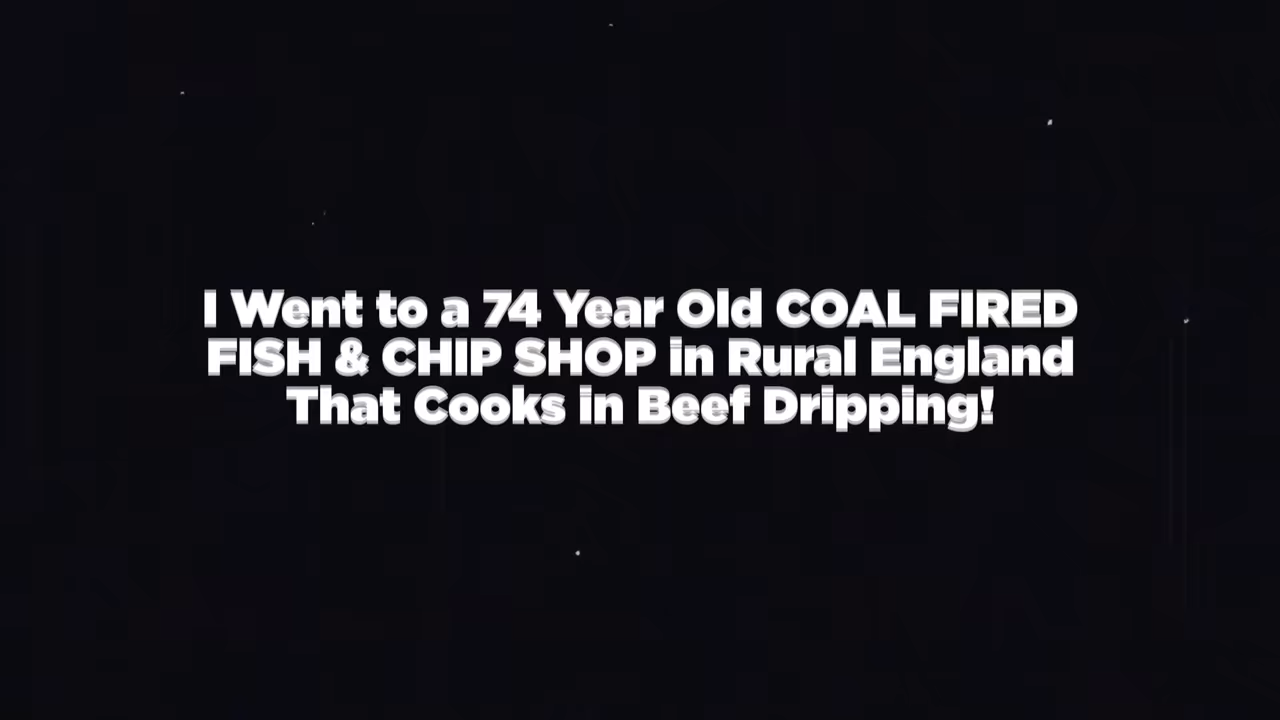 I Went to a 74 Year Old COAL FIRED
FISH & CHIP SHOP in Rural England
That Cooks in Beef Dripping!